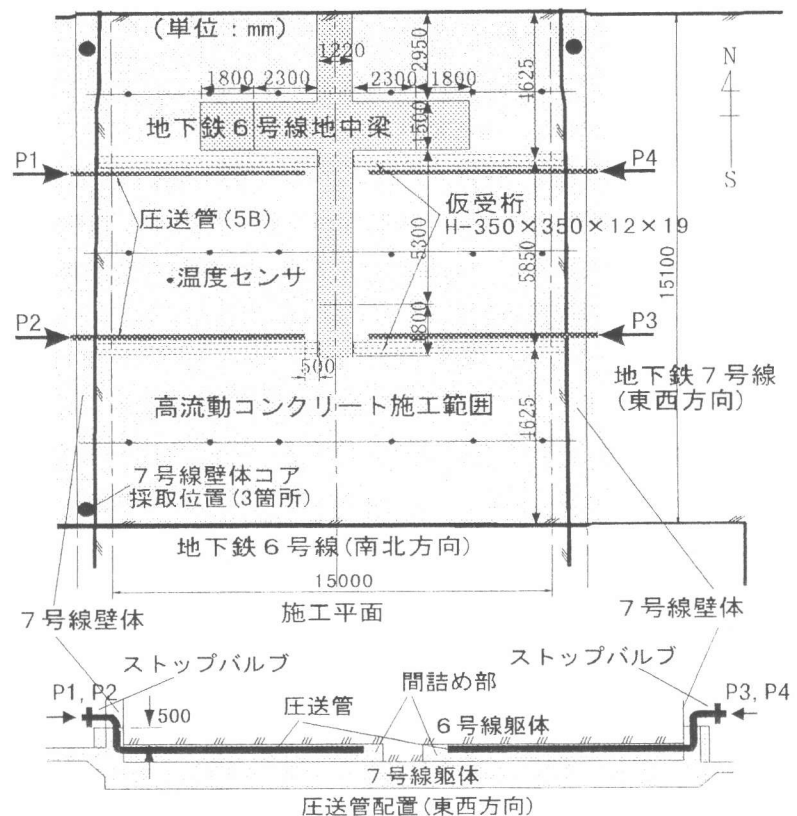 (単位：mm)
1220
2950
4625
N
1800
2300
2300
1800
1500
地下鉄６号線地中梁
P1
P4
圧送管(5B)
仮受桁
H-350×350×12×19
5300
5850
15100
温度センサ
P2
P3
1800
500
地下鉄７号線
(東西方向)
高流動コンクリート施工範囲
4625
７号線壁体コア
採取位置(3箇所)
地下鉄６号線(南北方向)
15000
７号線壁体
施工平面
７号線壁体
ストップバルブ
ストップバルブ
P1, P2
間詰め部
P3, P4
500
圧送管
６号線躯体
７号線躯体
圧送管配置(東西方向)
S